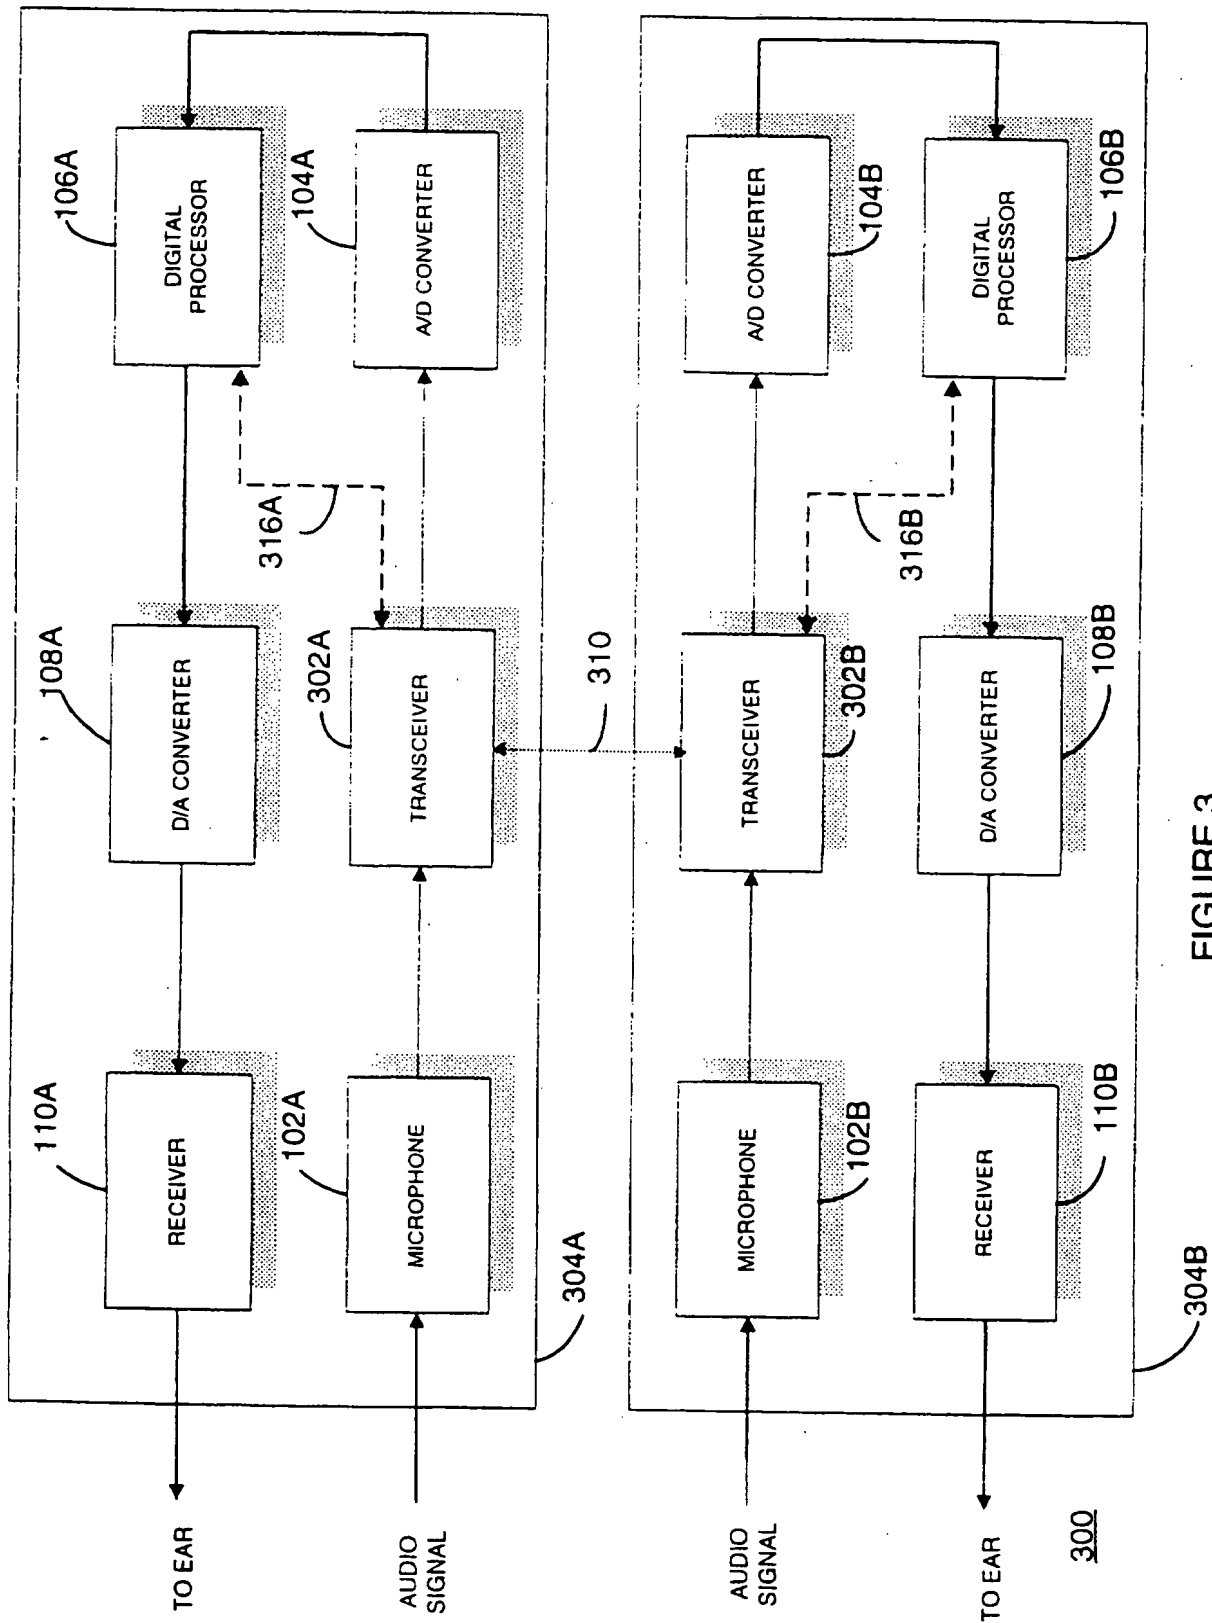 110A
RECEIVER
TO EAR
108A
D/A CONVERTER
106A
DIGITAL
PROCESSOR
102A
MICROPHONE
AUDIO
SIGNAL
302A
TRANSCEIVER
316A
104A
A/D CONVERTER
304A
310
AUDIO
SIGNAL
MICROPHONE
102B
TRANSCEIVER
302B
316B
A/D CONVERTER
104B
TO EAR
RECEIVER
110B
D/A CONVERTER
108B
DIGITAL
PROCESSOR
106B
304B
300
FIGURE 3